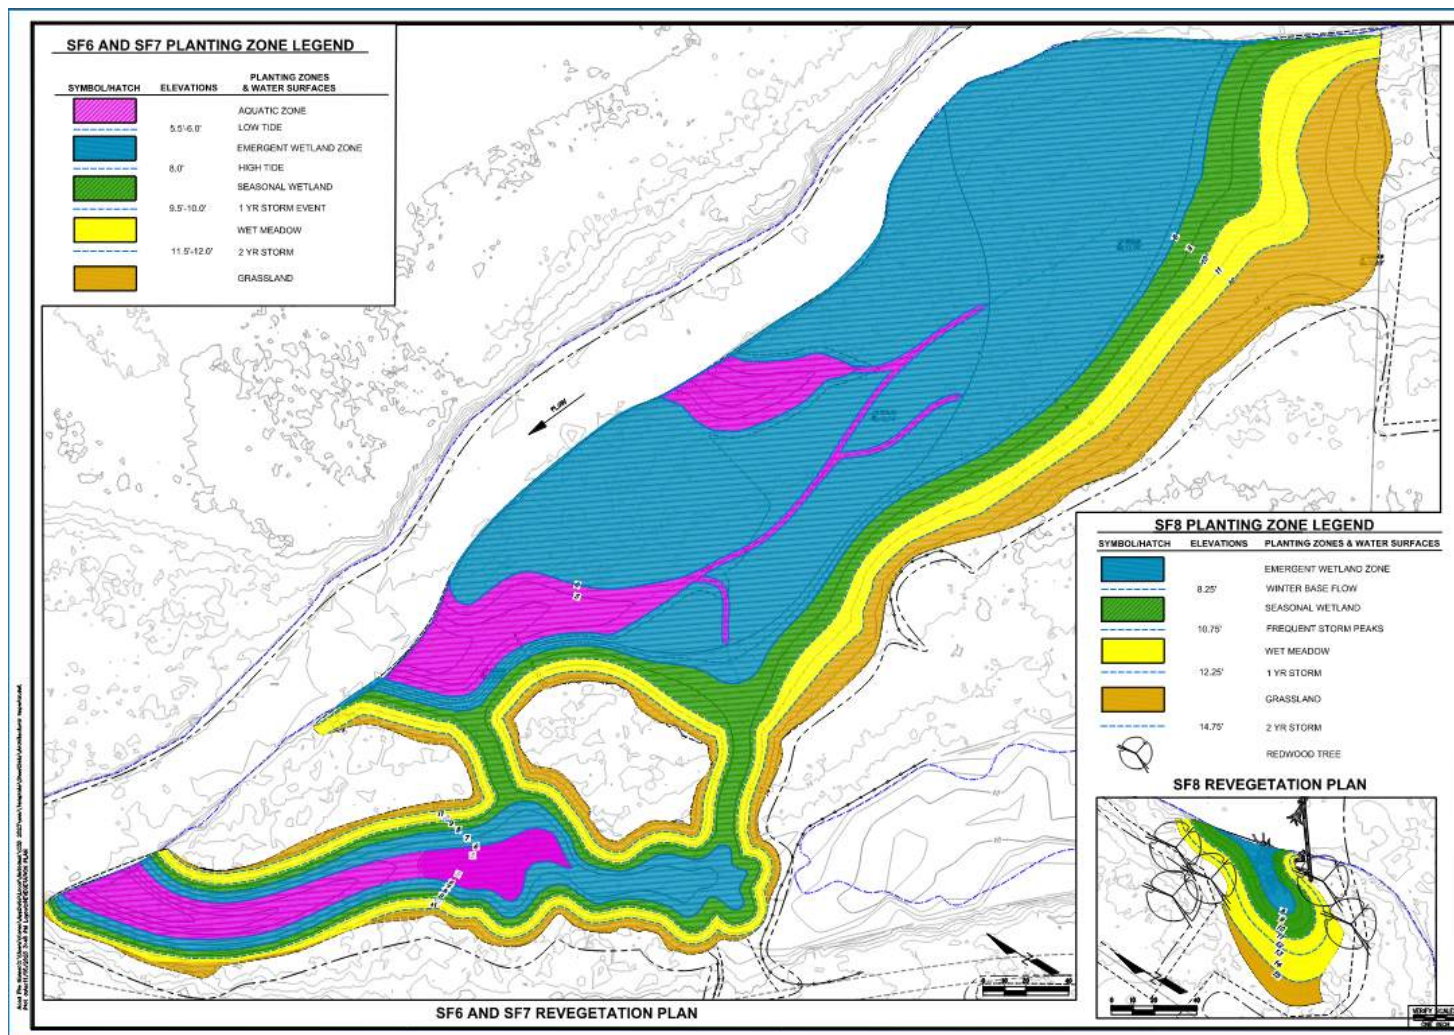 SF6 AND SF7 PLANTING ZONE LEGEND
PLANTING ZONES
SYMBOL/HATCH ELEVATIONS & WATER SURFACES
AQUATIC ZONE
5.5'-6.0' LOW TIDE
EMERGENT WETLAND ZONE
8.0' HIGH TIDE
SEASONAL WETLAND
9.5'-10.0' 1 YR STORM EVENT
WET MEADOW
11.5'-12.0' 2 YR STORM
GRASSLAND
FLOW
SF8 PLANTING ZONE LEGEND
SYMBOL/HATCH ELEVATIONS PLANTING ZONES & WATER SURFACES
EMERGENT WETLAND ZONE
8.25' WINTER BASE FLOW
SEASONAL WETLAND
10.75' FREQUENT STORM PEAKS
WET MEADOW
12.25' 1 YR STORM
GRASSLAND
14.75' 2 YR STORM
REDWOOD TREE
SF8 REVEGETATION PLAN
SF6 AND SF7 REVEGETATION PLAN